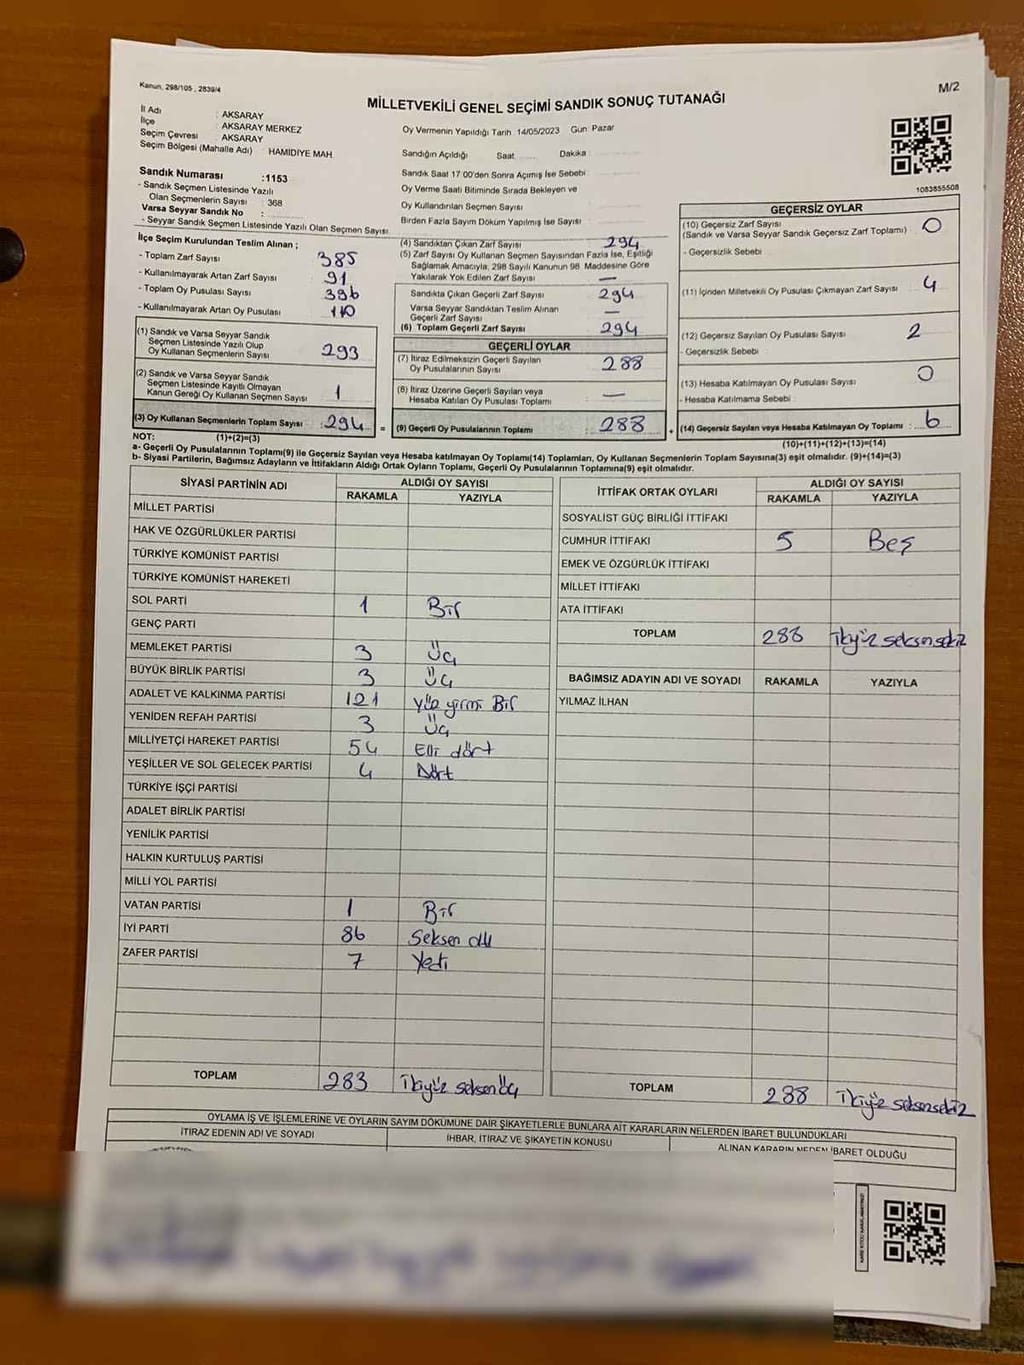 Kanun, 298/105 , 2839/4
M/2
MİLLETVEKİLİ GENEL SEÇİMİ SANDIK SONUÇ TUTANAĞI
İl Adı : AKSARAY
İlçe : AKSARAY MERKEZ
Seçim Çevresi : AKSARAY
Seçim Bölgesi (Mahalle Adı) : HAMIDIYE MAH.
Sandık Numarası :1153
- Sandık Seçmen Listesinde Yazılı
Olan Seçmenlerin Sayısı : 368
Varsa Seyyar Sandık No :
- Seyyar Sandık Seçmen Listesinde Yazılı Olan Seçmen Sayısı
Oy Vermenin Yapıldığı Tarih : 14/05/2023 Gün: Pazar
Sandığın Açıldığı Saat Dakika
Sandık Saat 17:00'den Sonra Açılmış İse Sebebi
Oy Verme Saati Bitiminde Sırada Bekleyen ve
Oy Kullandırılan Seçmen Sayısı
Birden Fazla Sayım Döküm Yapılmış İse Sayısı
1083855508
İlçe Seçim Kurulundan Teslim Alınan ;
- Toplam Zarf Sayısı 385
- Kullanılmayarak Artan Zarf Sayısı 91
- Toplam Oy Pusulası Sayısı 396
- Kullanılmayarak Artan Oy Pusulası 110
(1) Sandık ve Varsa Seyyar Sandık
Seçmen Listesinde Yazılı Olup
Oy Kullanan Seçmenlerin Sayısı 293
(2) Sandık ve Varsa Seyyar Sandık
Seçmen Listesinde Kayıtlı Olmayan
Kanun Gereği Oy Kullanan Seçmen Sayısı 1
(3) Oy Kullanan Seçmenlerin Toplam Sayısı : 294 =
(4) Sandıktan Çıkan Zarf Sayısı 294
(5) Zarf Sayısı Oy Kullanan Seçmen Sayısından Fazla İse, Eşitliği
Sağlamak Amacıyla, 298 Sayılı Kanunun 98. Maddesine Göre
Yakılarak Yok Edilen Zarf Sayısı —
Sandıkta Çıkan Geçerli Zarf Sayısı 294
Varsa Seyyar Sandıktan Teslim Alınan
Geçerli Zarf Sayısı —
(6) Toplam Geçerli Zarf Sayısı 294
GEÇERLİ OYLAR
(7) İtiraz Edilmeksizin Geçerli Sayılan
Oy Pusulalarının Sayısı 288
(8) İtiraz Üzerine Geçerli Sayılan veya
Hesaba Katılan Oy Pusulası Toplamı —
(9) Geçerli Oy Pusulalarının Toplamı : 288 +
GEÇERSİZ OYLAR
(10) Geçersiz Zarf Sayısı
(Sandık ve Varsa Seyyar Sandık Geçersiz Zarf Toplamı) : 0
- Geçersizlik Sebebi
(11) İçinden Milletvekili Oy Pusulası Çıkmayan Zarf Sayısı 4
(12) Geçersiz Sayılan Oy Pusulası Sayısı 2
- Geçersizlik Sebebi
(13) Hesaba Katılmayan Oy Pusulası Sayısı 0
- Hesaba Katılmama Sebebi
(14) Geçersiz Sayılan veya Hesaba Katılmayan Oy Toplamı : 6
NOT: (1)+(2)=(3) (10)+(11)+(12)+(13)=(14)
a- Geçerli Oy Pusulalarının Toplamı(9) ile Geçersiz Sayılan veya Hesaba katılmayan Oy Toplamı(14) Toplamları, Oy Kullanan Seçmenlerin Toplam Sayısına(3) eşit olmalıdır. (9)+(14)=(3)
b- Siyasi Partilerin, Bağımsız Adayların ve İttifakların Aldığı Ortak Oyların Toplamı, Geçerli Oy Pusulalarının Toplamına(9) eşit olmalıdır.
SİYASİ PARTİNİN ADI ALDIĞI OY SAYISI
RAKAMLA YAZIYLA
MİLLET PARTİSİ
HAK VE ÖZGÜRLÜKLER PARTİSİ
TÜRKİYE KOMÜNİST PARTİSİ
TÜRKİYE KOMÜNİST HAREKETİ
SOL PARTİ 1 Bir
GENÇ PARTİ
MEMLEKET PARTİSİ 3 Üç
BÜYÜK BİRLİK PARTİSİ 3 Üç
ADALET VE KALKINMA PARTİSİ 121 Yüz yirmi Bir
YENİDEN REFAH PARTİSİ 3 Üç
MİLLİYETÇİ HAREKET PARTİSİ 54 Elli dört
YEŞİLLER VE SOL GELECEK PARTİSİ 4 Dört
TÜRKİYE İŞÇİ PARTİSİ
ADALET BİRLİK PARTİSİ
YENİLİK PARTİSİ
HALKIN KURTULUŞ PARTİSİ
MİLLİ YOL PARTİSİ
VATAN PARTİSİ 1 Bir
İYİ PARTİ 86 Seksen altı
ZAFER PARTİSİ 7 Yedi
TOPLAM 283 İkiyüz seksen üç
İTTİFAK ORTAK OYLARI ALDIĞI OY SAYISI
RAKAMLA YAZIYLA
SOSYALİST GÜÇ BİRLİĞİ İTTİFAKI
CUMHUR İTTİFAKI 5 Beş
EMEK VE ÖZGÜRLÜK İTTİFAKI
MİLLET İTTİFAKI
ATA İTTİFAKI
TOPLAM 288 İkiyüz seksen sekiz
BAĞIMSIZ ADAYIN ADI VE SOYADI RAKAMLA YAZIYLA
YILMAZ İLHAN
TOPLAM 288 İkiyüz seksensekiz
OYLAMA İŞ VE İŞLEMLERİNE VE OYLARIN SAYIM DÖKÜMÜNE DAİR ŞİKAYETLERLE BUNLARA AİT KARARLARIN NELERDEN İBARET BULUNDUKLARI
İTİRAZ EDENİN ADI VE SOYADI İHBAR, İTİRAZ VE ŞİKAYETİN KONUSU ALINAN KARARIN NEDEN İBARET OLDUĞU